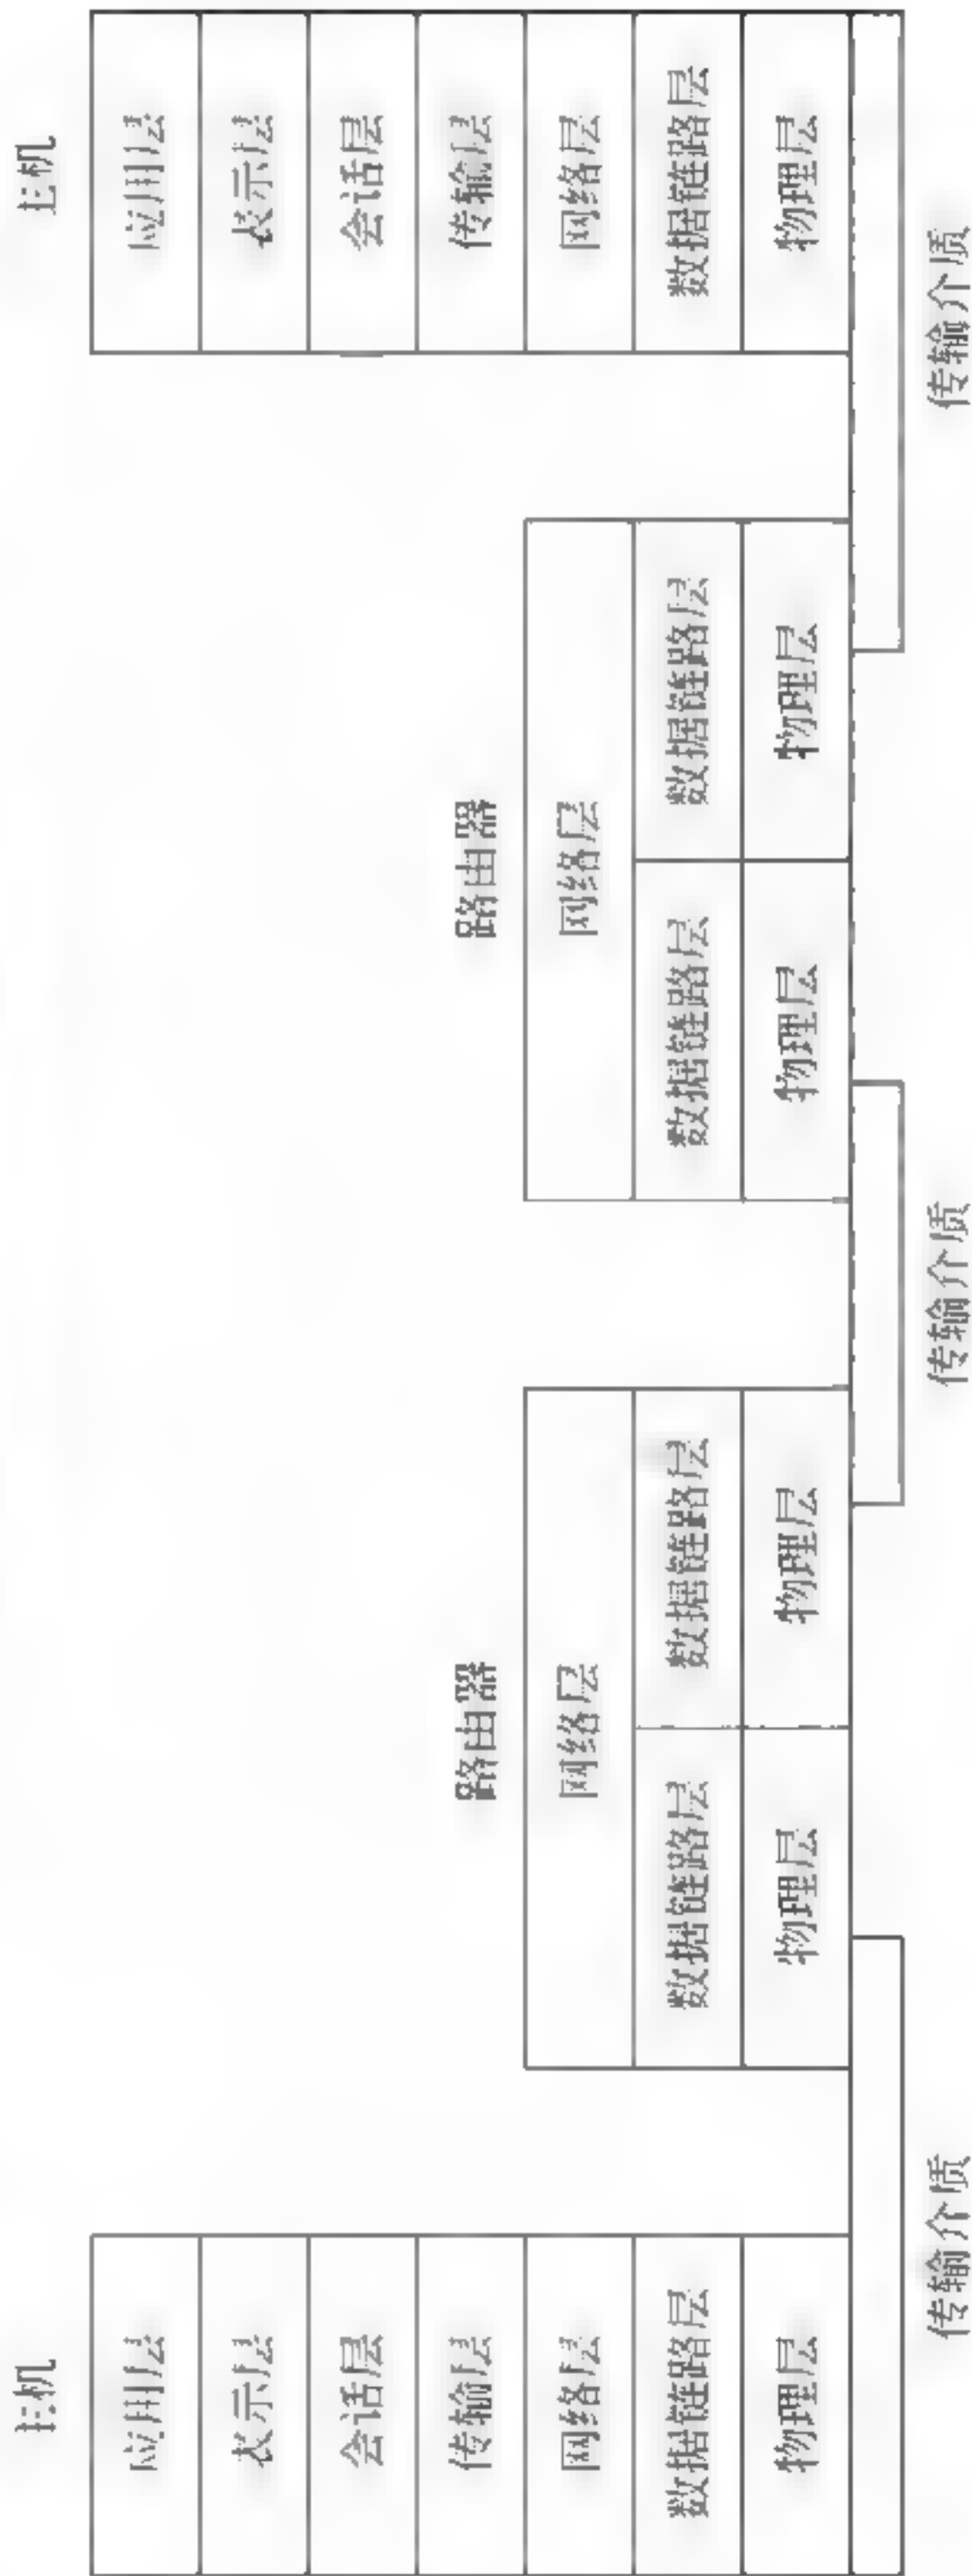 主机
应用层
表示层
会话层
传输层
网络层
数据链路层
物理层
路由器
网络层
数据链路层
数据链路层
物理层
物理层
路由器
网络层
数据链路层
数据链路层
物理层
物理层
主机
应用层
表示层
会话层
传输层
网络层
数据链路层
物理层
传输介质
传输介质
传输介质